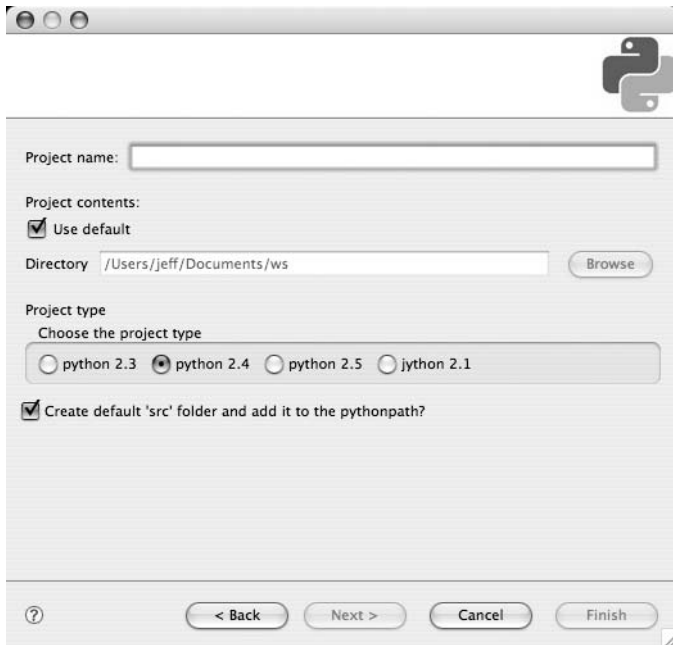 Project name:
Project contents:
Use default
Directory /Users/jeff/Documents/ws Browse
Project type
Choose the project type
python 2.3 python 2.4 python 2.5 jython 2.1
Create default 'src' folder and add it to the pythonpath?
? < Back Next > Cancel Finish